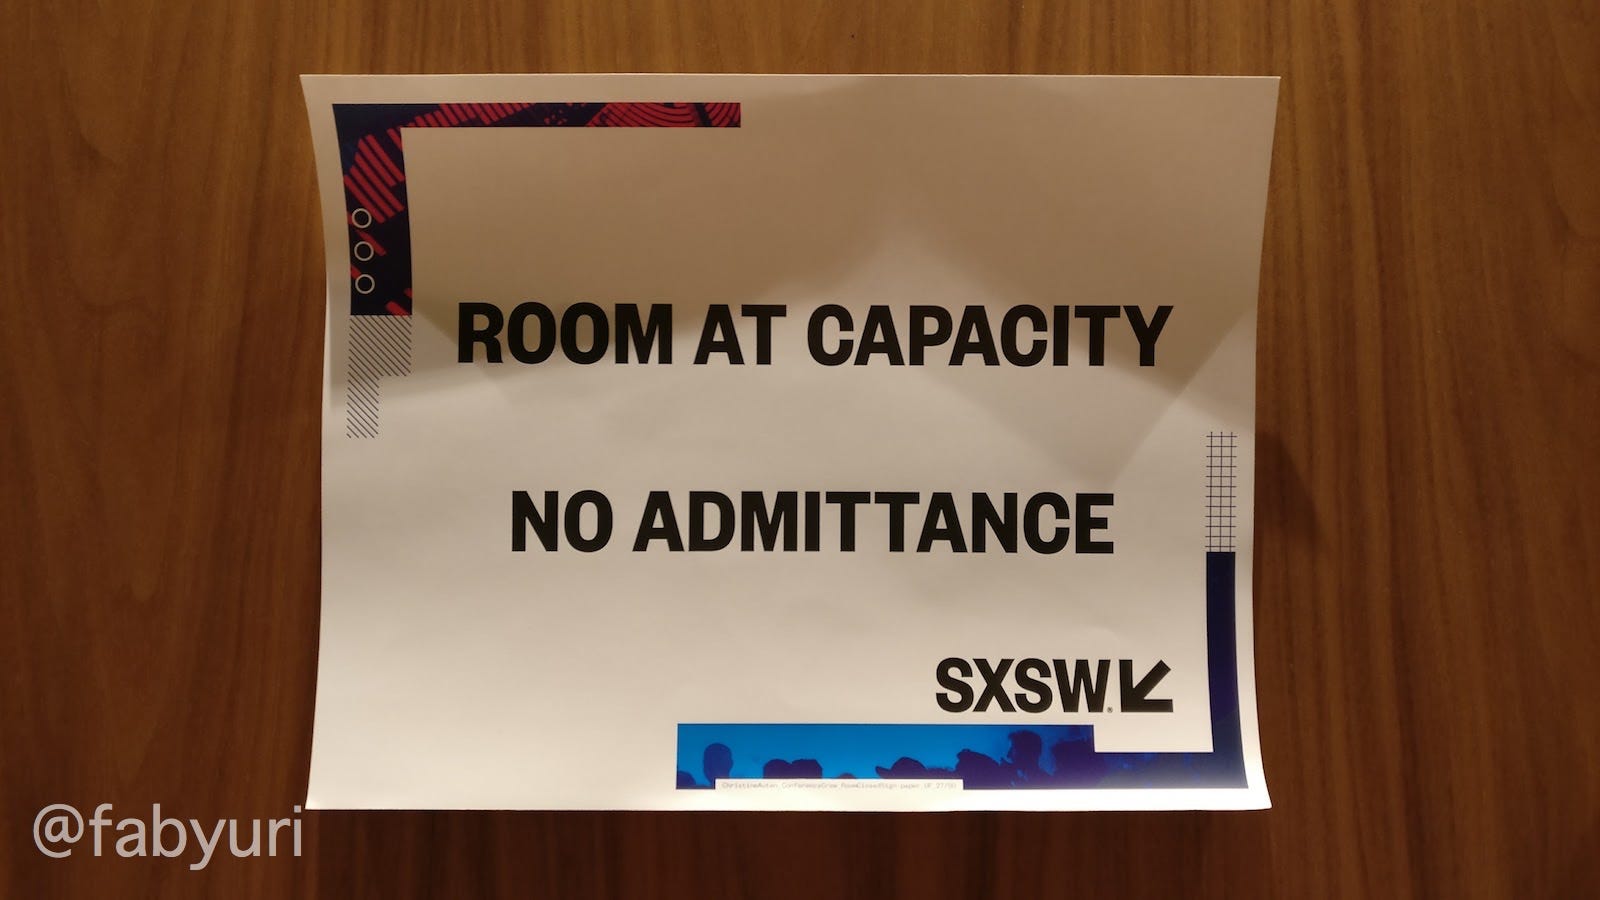 ROOM AT CAPACITY
NO ADMITTANCE
SXSW®
@fabyuri